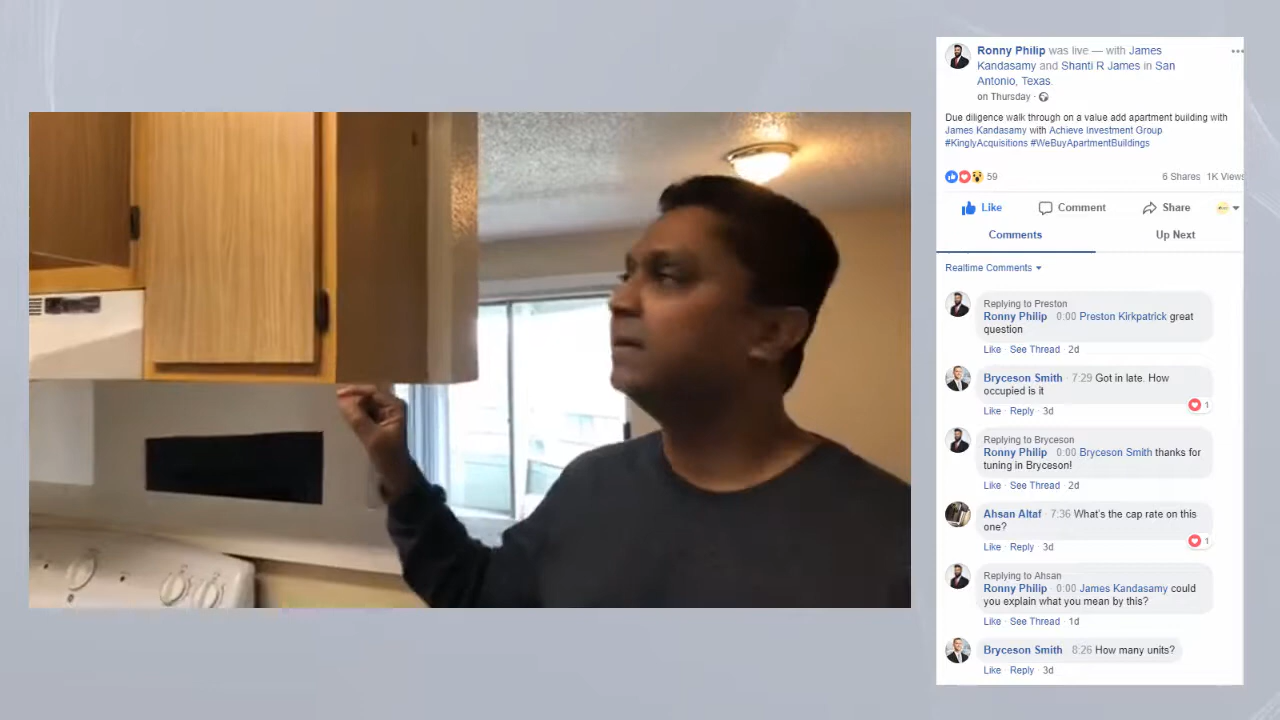 Ronny Philip was live — with James
Kandasamy and Shanti R James in San
Antonio, Texas.
on Thursday ·
Due diligence walk through on a value add apartment building with
James Kandasamy with Achieve Investment Group
#KinglyAcquisitions #WeBuyApartmentBuildings
59 6 Shares 1K Views
Like Comment Share
Comments Up Next
Realtime Comments
Replying to Preston
Ronny Philip · 0:00 Preston Kirkpatrick great
question
Like · See Thread · 2d
Bryceson Smith · 7:29 Got in late. How
occupied is it
1
Like · Reply · 3d
Replying to Bryceson
Ronny Philip · 0:00 Bryceson Smith thanks for
tuning in Bryceson!
Like · See Thread · 2d
Ahsan Altaf · 7:36 What's the cap rate on this
one?
1
Like · Reply · 3d
Replying to Ahsan
Ronny Philip · 0:00 James Kandasamy could
you explain what you mean by this?
Like · See Thread · 1d
Bryceson Smith · 8:26 How many units?
Like · Reply · 3d